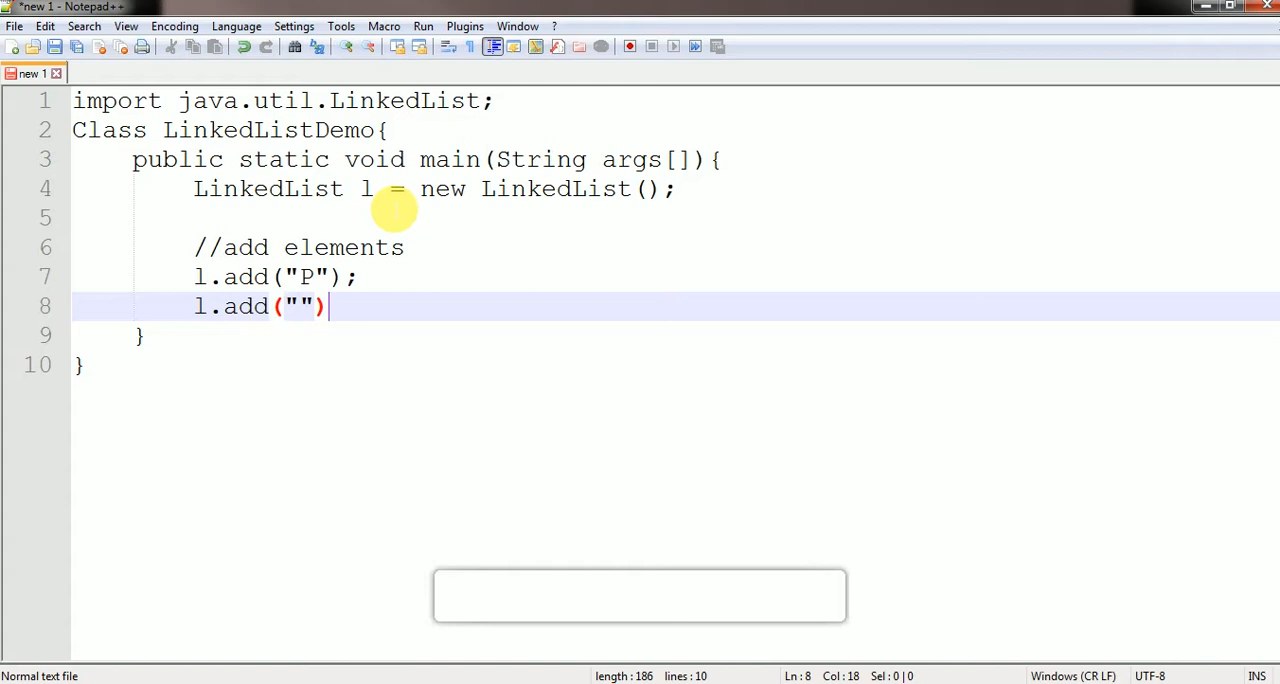 *new 1 - Notepad++
File Edit Search View Encoding Language Settings Tools Macro Run Plugins Window ?
new 1
1 import java.util.LinkedList;
2 Class LinkedListDemo{
3 public static void main(String args[]){
4 LinkedList l = new LinkedList();
5
6 //add elements
7 l.add("P");
8 l.add("")
9 }
10 }
Normal text file length : 186 lines : 10 Ln : 8 Col : 18 Sel : 0 | 0 Windows (CR LF) UTF-8 INS